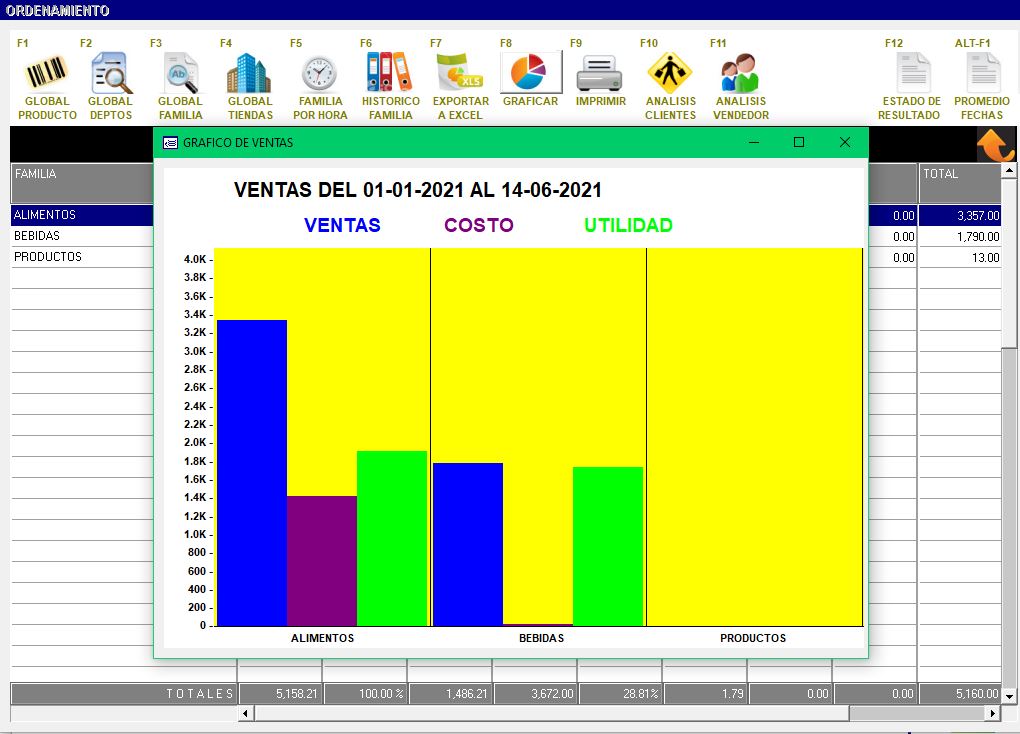 ORDENAMIENTO
F1 F2 F3 F4 F5 F6 F7 F8 F9 F10 F11 F12 ALT-F1
Ab
XLS
GLOBAL PRODUCTO
GLOBAL DEPTOS
GLOBAL FAMILIA
GLOBAL TIENDAS
FAMILIA POR HORA
HISTORICO FAMILIA
EXPORTAR A EXCEL
GRAFICAR
IMPRIMIR
ANALISIS CLIENTES
ANALISIS VENDEDOR
ESTADO DE RESULTADO
PROMEDIO FECHAS
GRAFICO DE VENTAS
FAMILIA TOTAL
ALIMENTOS 0.00 3,357.00
BEBIDAS 0.00 1,790.00
PRODUCTOS 0.00 13.00
VENTAS DEL 01-01-2021 AL 14-06-2021
VENTAS COSTO UTILIDAD
4.0K
3.8K
3.6K
3.4K
3.2K
3.0K
2.8K
2.6K
2.4K
2.2K
2.0K
1.8K
1.6K
1.4K
1.2K
1.0K
800
600
400
200
0
ALIMENTOS BEBIDAS PRODUCTOS
TOTALES 5,158.21 100.00 % 1,486.21 3,672.00 28.81% 1.79 0.00 0.00 5,160.00